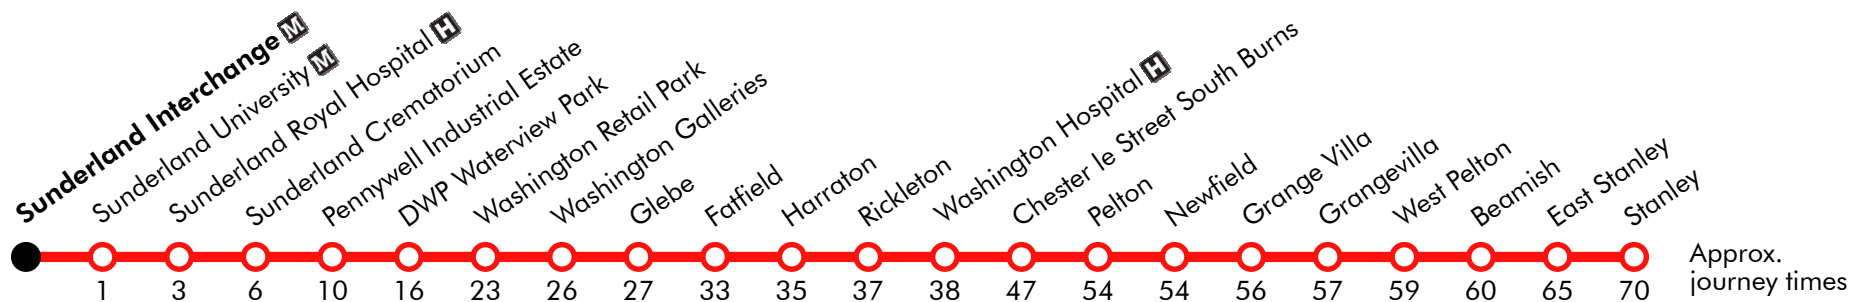 Sunderland Interchange M
Sunderland University M
Sunderland Royal Hospital H
Sunderland Crematorium
Pennywell Industrial Estate
DWP Waterview Park
Washington Retail Park
Washington Galleries
Glebe
Fatfield
Harraton
Rickleton
Washington Hospital H
Chester le Street South Burns
Pelton
Newfield
Grange Villa
Grangevilla
West Pelton
Beamish
East Stanley
Stanley
1 3 6 10 16 23 26 27 33 35 37 38 47 54 54 56 57 59 60 65 70
Approx.
journey times